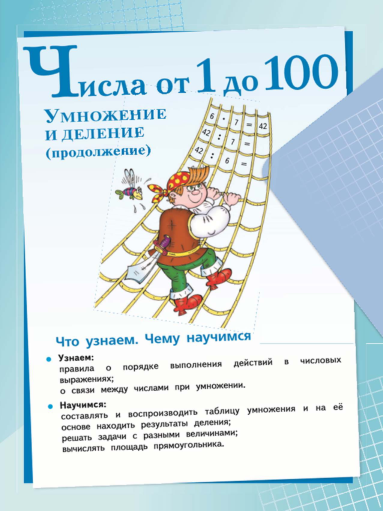 Числа от 1 до 100
Умножение
и деление
(продолжение)
6 · 7 = 42
42 : 7 =
42 : 6 =
Что узнаем. Чему научимся
• Узнаем:
правила о порядке выполнения действий в числовых
выражениях;
о связи между числами при умножении.
• Научимся:
составлять и воспроизводить таблицу умножения и на её
основе находить результаты деления;
решать задачи с разными величинами;
вычислять площадь прямоугольника.